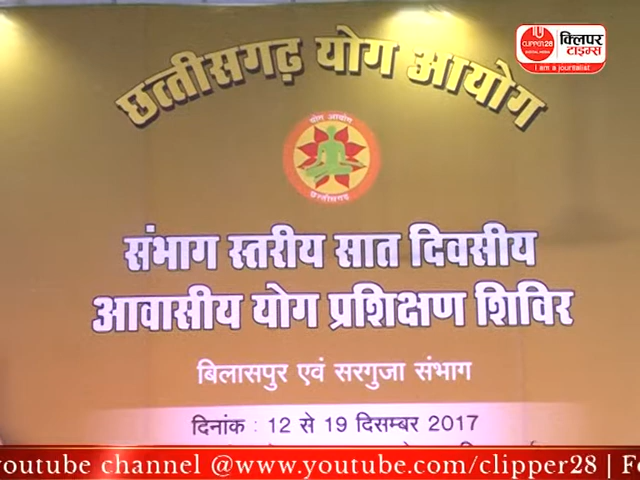 छत्तीसगढ़ योग आयोग
योग आयोग
छत्तीसगढ़
संभाग स्तरीय सात दिवसीय
आवासीय योग प्रशिक्षण शिविर
बिलासपुर एवं सरगुजा संभाग
दिनांक : 12 से 19 दिसम्बर 2017
CLIPPER28
क्लिपर
टाइम्स
I am a journalist
youtube channel @www.youtube.com/clipper28 |